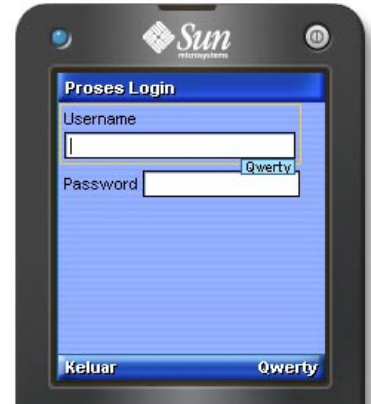 Sun
microsystems
Proses Login
Username
Qwerty
Password
Keluar Qwerty